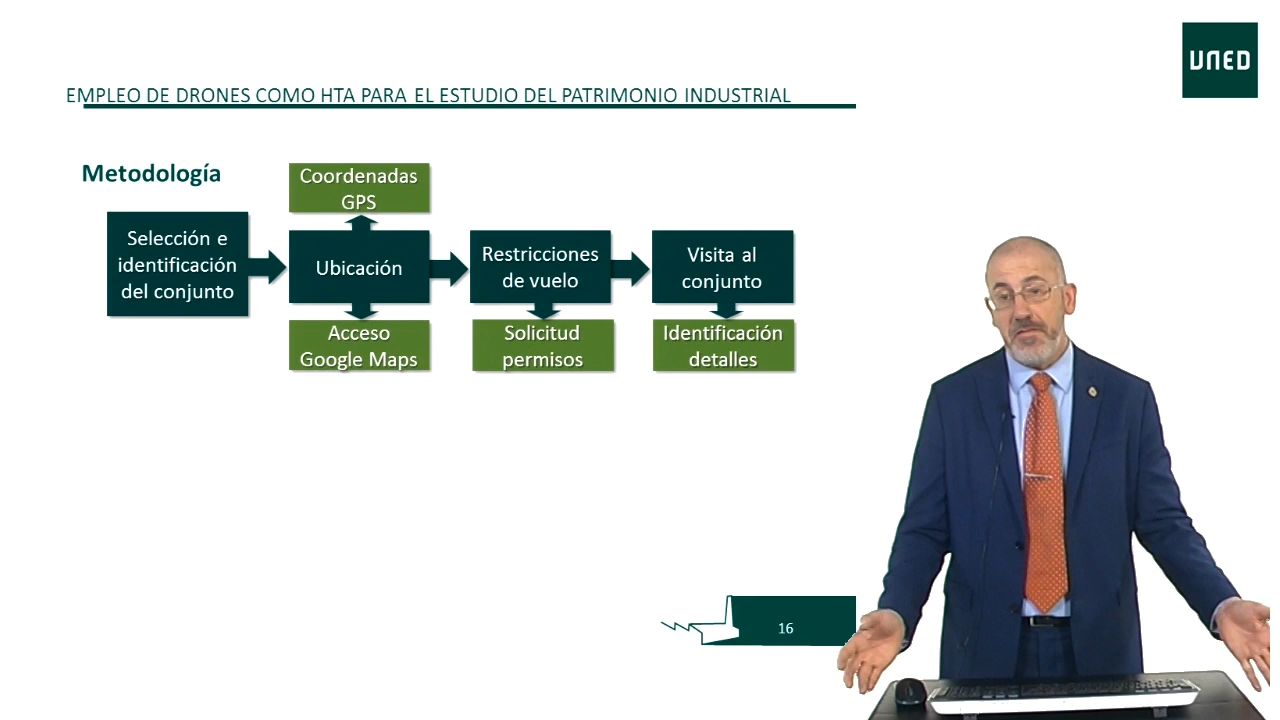 UNED
EMPLEO DE DRONES COMO HTA PARA EL ESTUDIO DEL PATRIMONIO INDUSTRIAL
Metodología
Coordenadas
GPS
Selección e
identificación
del conjunto
Ubicación
Restricciones
de vuelo
Visita al
conjunto
Acceso
Google Maps
Solicitud
permisos
Identificación
detalles
16